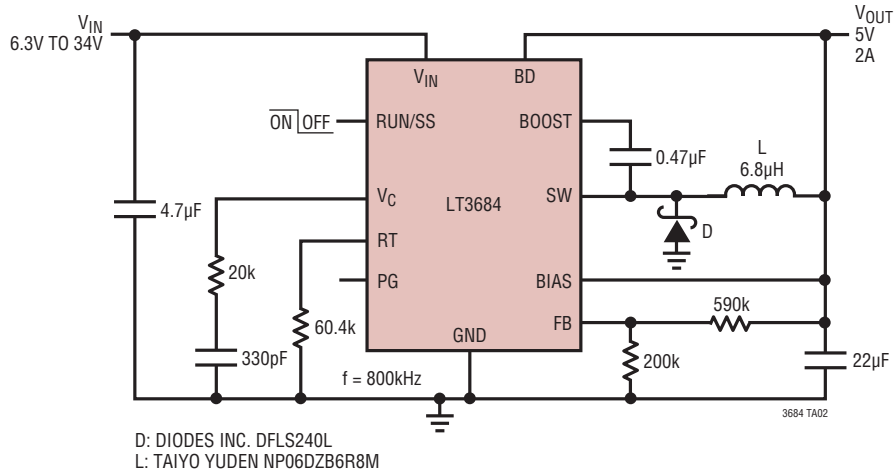 VIN
6.3V TO 34V
VOUT
5V
2A
VIN
BD
ON OFF
RUN/SS
BOOST
0.47µF
L
6.8µH
4.7µF
VC
LT3684
SW
D
RT
20k
PG
BIAS
590k
60.4k
FB
330pF
GND
200k
22µF
f = 800kHz
3684 TA02
D: DIODES INC. DFLS240L
L: TAIYO YUDEN NP06DZB6R8M